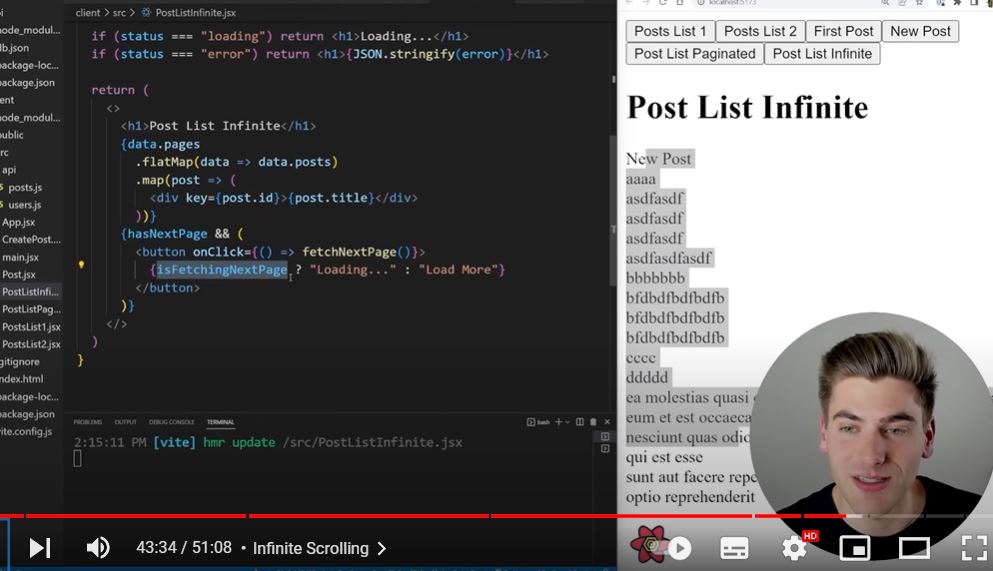 client > src > PostListInfinite.jsx
if (status === "loading") return <h1>Loading...</h1>
if (status === "error") return <h1>{JSON.stringify(error)}</h1>
return (
<>
<h1>Post List Infinite</h1>
{data.pages
.flatMap(data => data.posts)
.map(post => (
<div key={post.id}>{post.title}</div>
))}
{hasNextPage && (
<button onClick={() => fetchNextPage()}>
{isFetchingNextPage ? "Loading..." : "Load More"}
</button>
)}
</>
)
}
node_modul...
db.json
package-loc...
package.json
ent
node_modul...
public
rc
api
posts.js
users.js
App.jsx
CreatePost....
main.jsx
Post.jsx
PostListInfi...
PostListPag...
PostsList1.jsx
PostsList2.jsx
gitignore
index.html
package-loc...
package.json
vite.config.js
PROBLEMS OUTPUT DEBUG CONSOLE TERMINAL
bash
2:15:11 PM [vite] hmr update /src/PostListInfinite.jsx
localhost:5173
Posts List 1 Posts List 2 First Post New Post
Post List Paginated Post List Infinite
Post List Infinite
New Post
aaaa
asdfasdf
asdfasdf
asdfasdf
asdfasdfasdf
bbbbbbb
bfdbdfbdfbdfb
bfdbdfbdfbdfb
bfdbdfbdfbdfb
cccc
ddddd
ea molestias quasi
eum et est occaeca
nesciunt quas odio
qui est esse
sunt aut facere repe
optio reprehenderit
43:34 / 51:08 • Infinite Scrolling >
HD